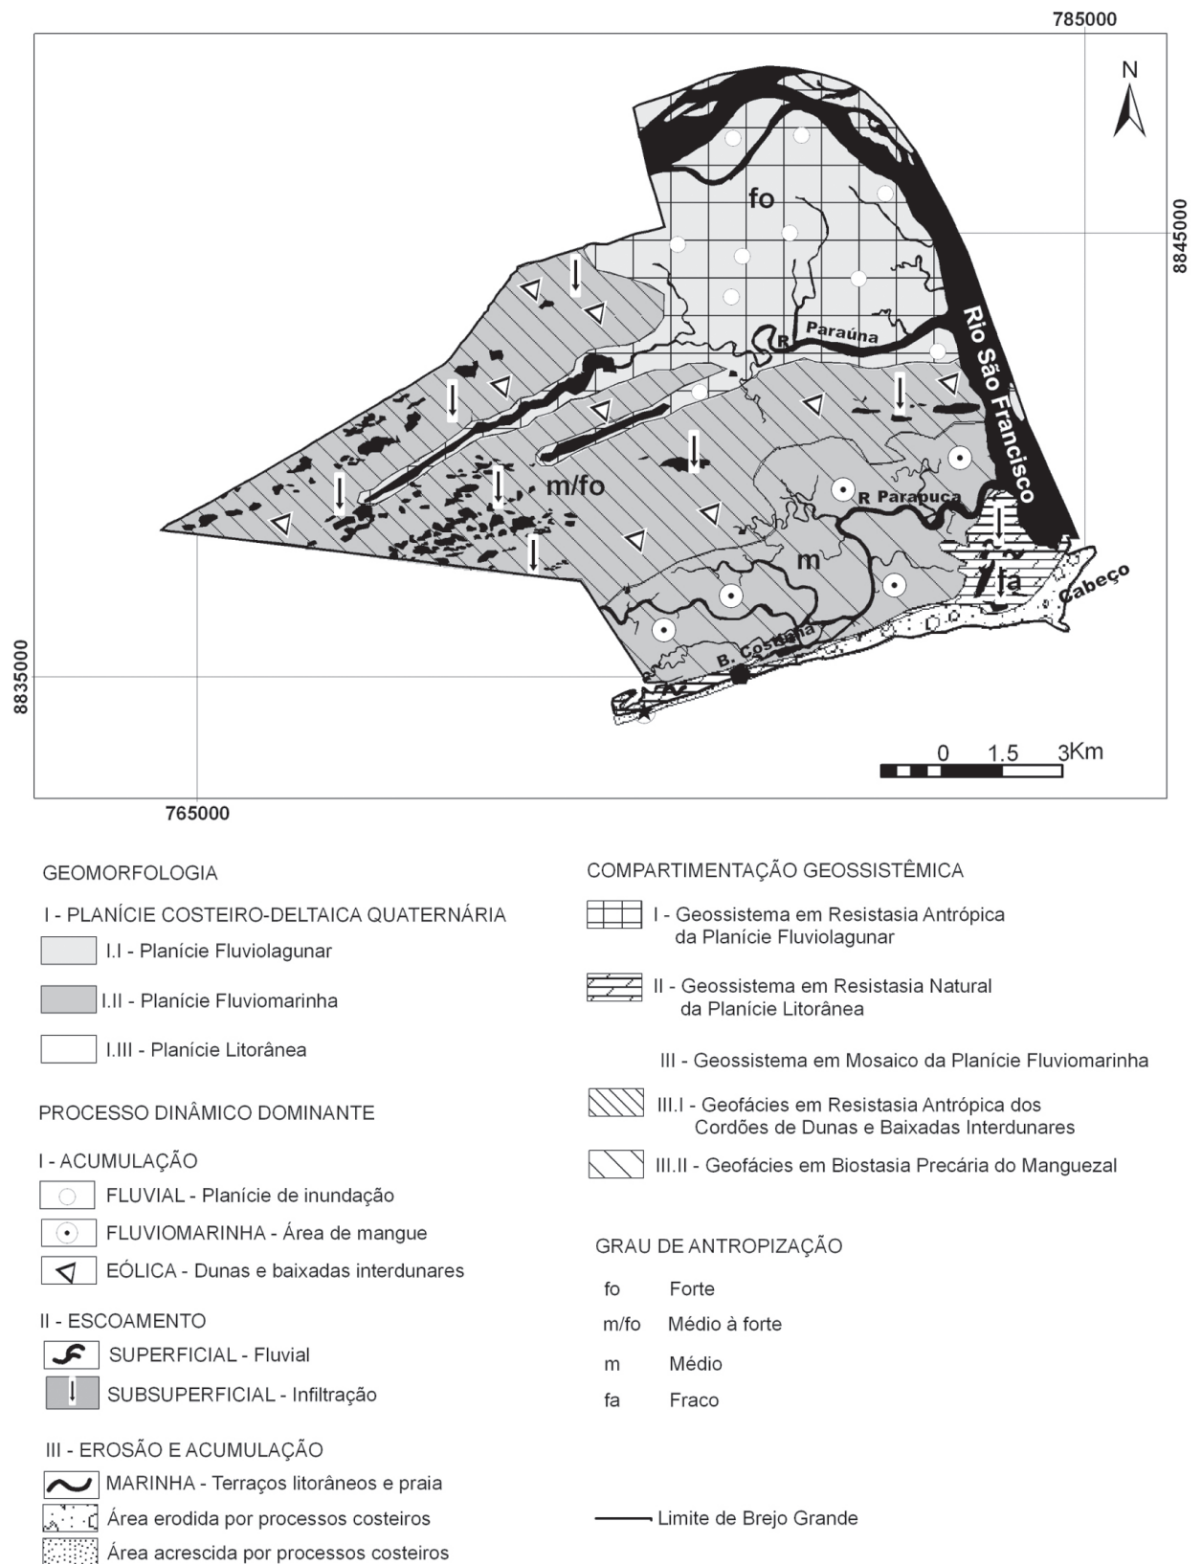 785000
N
8845000
fo
R Paraúna
Rio São Francisco
m/fo
R Parapuca
m
fa
Cabeço
B. Costinha
8835000
0 1.5 3Km
765000
GEOMORFOLOGIA
I - PLANÍCIE COSTEIRO-DELTAICA QUATERNÁRIA
I.I - Planície Fluviolagunar
I.II - Planície Fluviomarinha
I.III - Planície Litorânea
PROCESSO DINÂMICO DOMINANTE
I - ACUMULAÇÃO
FLUVIAL - Planície de inundação
FLUVIOMARINHA - Área de mangue
EÓLICA - Dunas e baixadas interdunares
II - ESCOAMENTO
SUPERFICIAL - Fluvial
SUBSUPERFICIAL - Infiltração
III - EROSÃO E ACUMULAÇÃO
MARINHA - Terraços litorâneos e praia
Área erodida por processos costeiros
Área acrescida por processos costeiros
COMPARTIMENTAÇÃO GEOSSISTÊMICA
I - Geossistema em Resistasia Antrópica
da Planície Fluviolagunar
II - Geossistema em Resistasia Natural
da Planície Litorânea
III - Geossistema em Mosaico da Planície Fluviomarinha
III.I - Geofácies em Resistasia Antrópica dos
Cordões de Dunas e Baixadas Interdunares
III.II - Geofácies em Biostasia Precária do Manguezal
GRAU DE ANTROPIZAÇÃO
fo Forte
m/fo Médio à forte
m Médio
fa Fraco
Limite de Brejo Grande